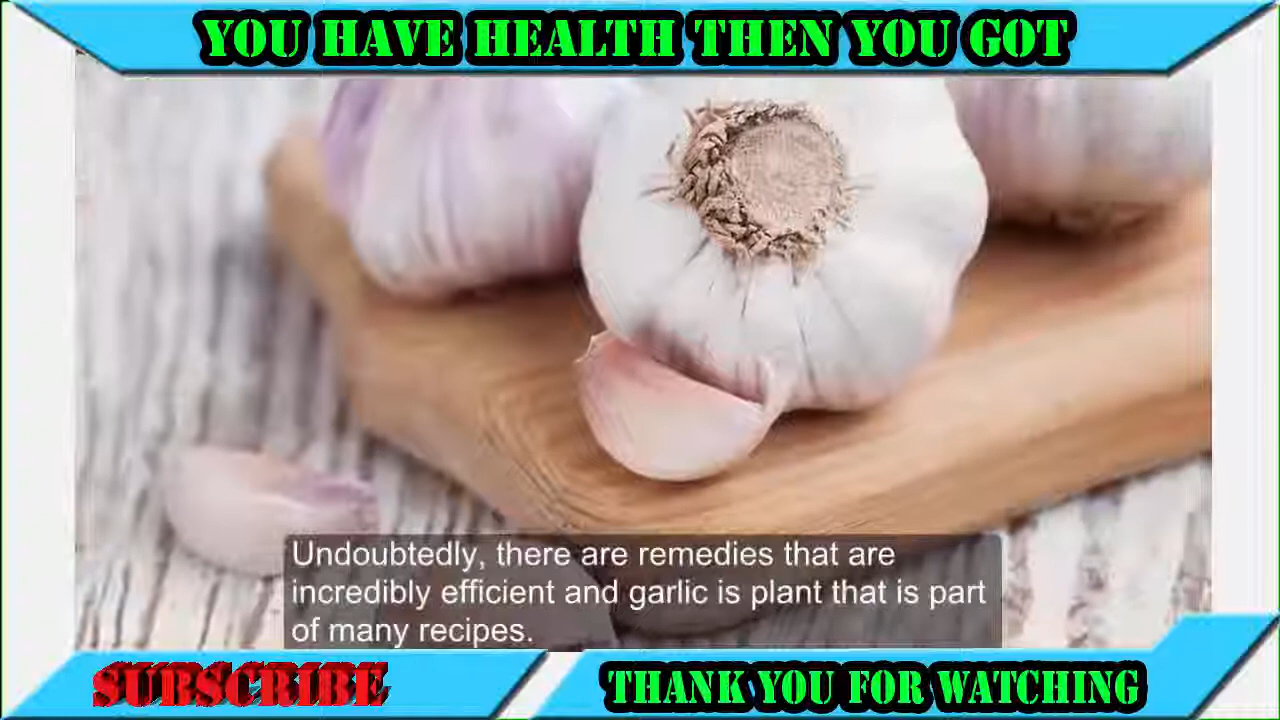 YOU HAVE HEALTH THEN YOU GOT
Undoubtedly, there are remedies that are
incredibly efficient and garlic is plant that is part
of many recipes.
SUBSCRIBE
THANK YOU FOR WATCHING